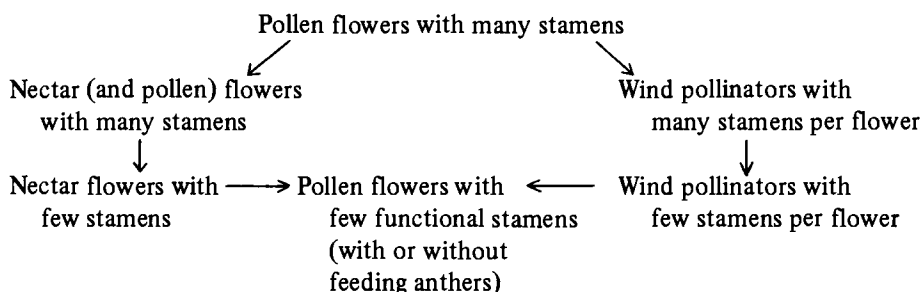 Pollen flowers with many stamens
Nectar (and pollen) flowers
with many stamens
Wind pollinators with
many stamens per flower
Nectar flowers with
few stamens
Pollen flowers with
few functional stamens
(with or without
feeding anthers)
Wind pollinators with
few stamens per flower